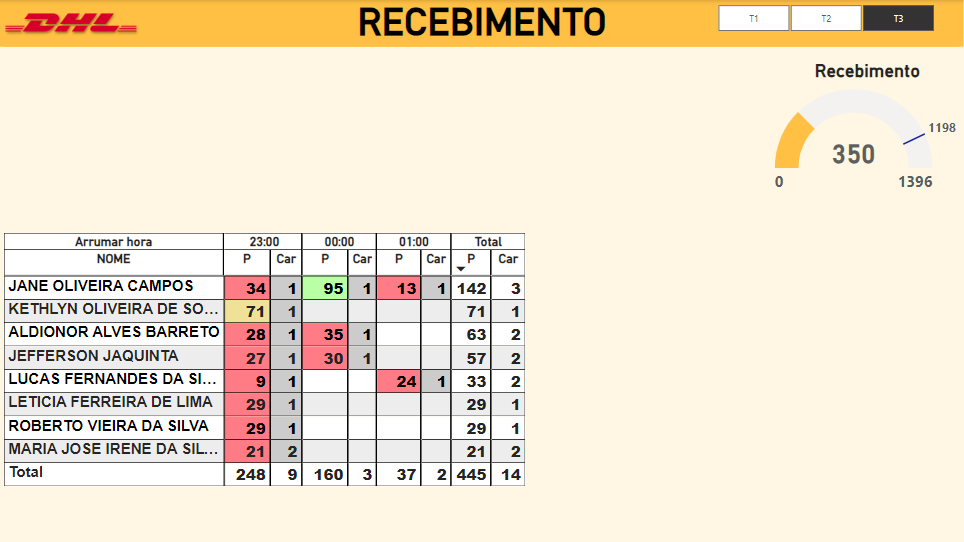 DHL RECEBIMENTO T1 T2 T3
Recebimento
1198
350
0 1396
Arrumar hora 23:00 00:00 01:00 Total
NOME P Car P Car P Car P Car
JANE OLIVEIRA CAMPOS 34 1 95 1 13 1 142 3
KETHLYN OLIVEIRA DE SO... 71 1 71 1
ALDIONOR ALVES BARRETO 28 1 35 1 63 2
JEFFERSON JAQUINTA 27 1 30 1 57 2
LUCAS FERNANDES DA SI... 9 1 24 1 33 2
LETICIA FERREIRA DE LIMA 29 1 29 1
ROBERTO VIEIRA DA SILVA 29 1 29 1
MARIA JOSE IRENE DA SIL... 21 2 21 2
Total 248 9 160 3 37 2 445 14